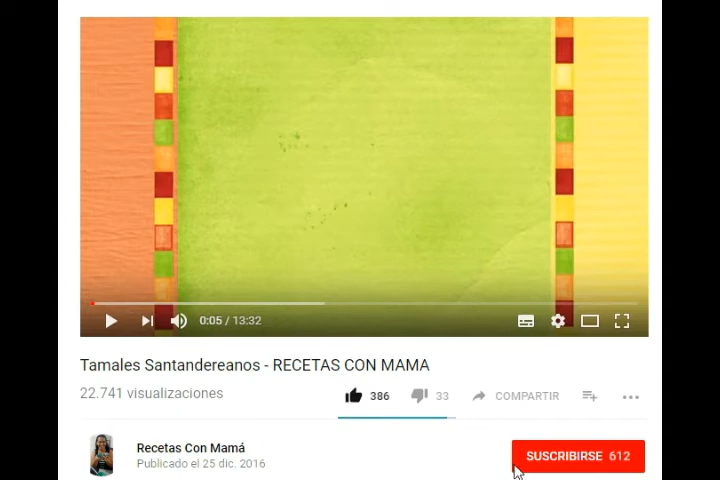 0:05 / 13:32
Tamales Santandereanos - RECETAS CON MAMA
22.741 visualizaciones
386
33
COMPARTIR
Recetas Con Mamá
Publicado el 25 dic. 2016
SUSCRIBIRSE 612